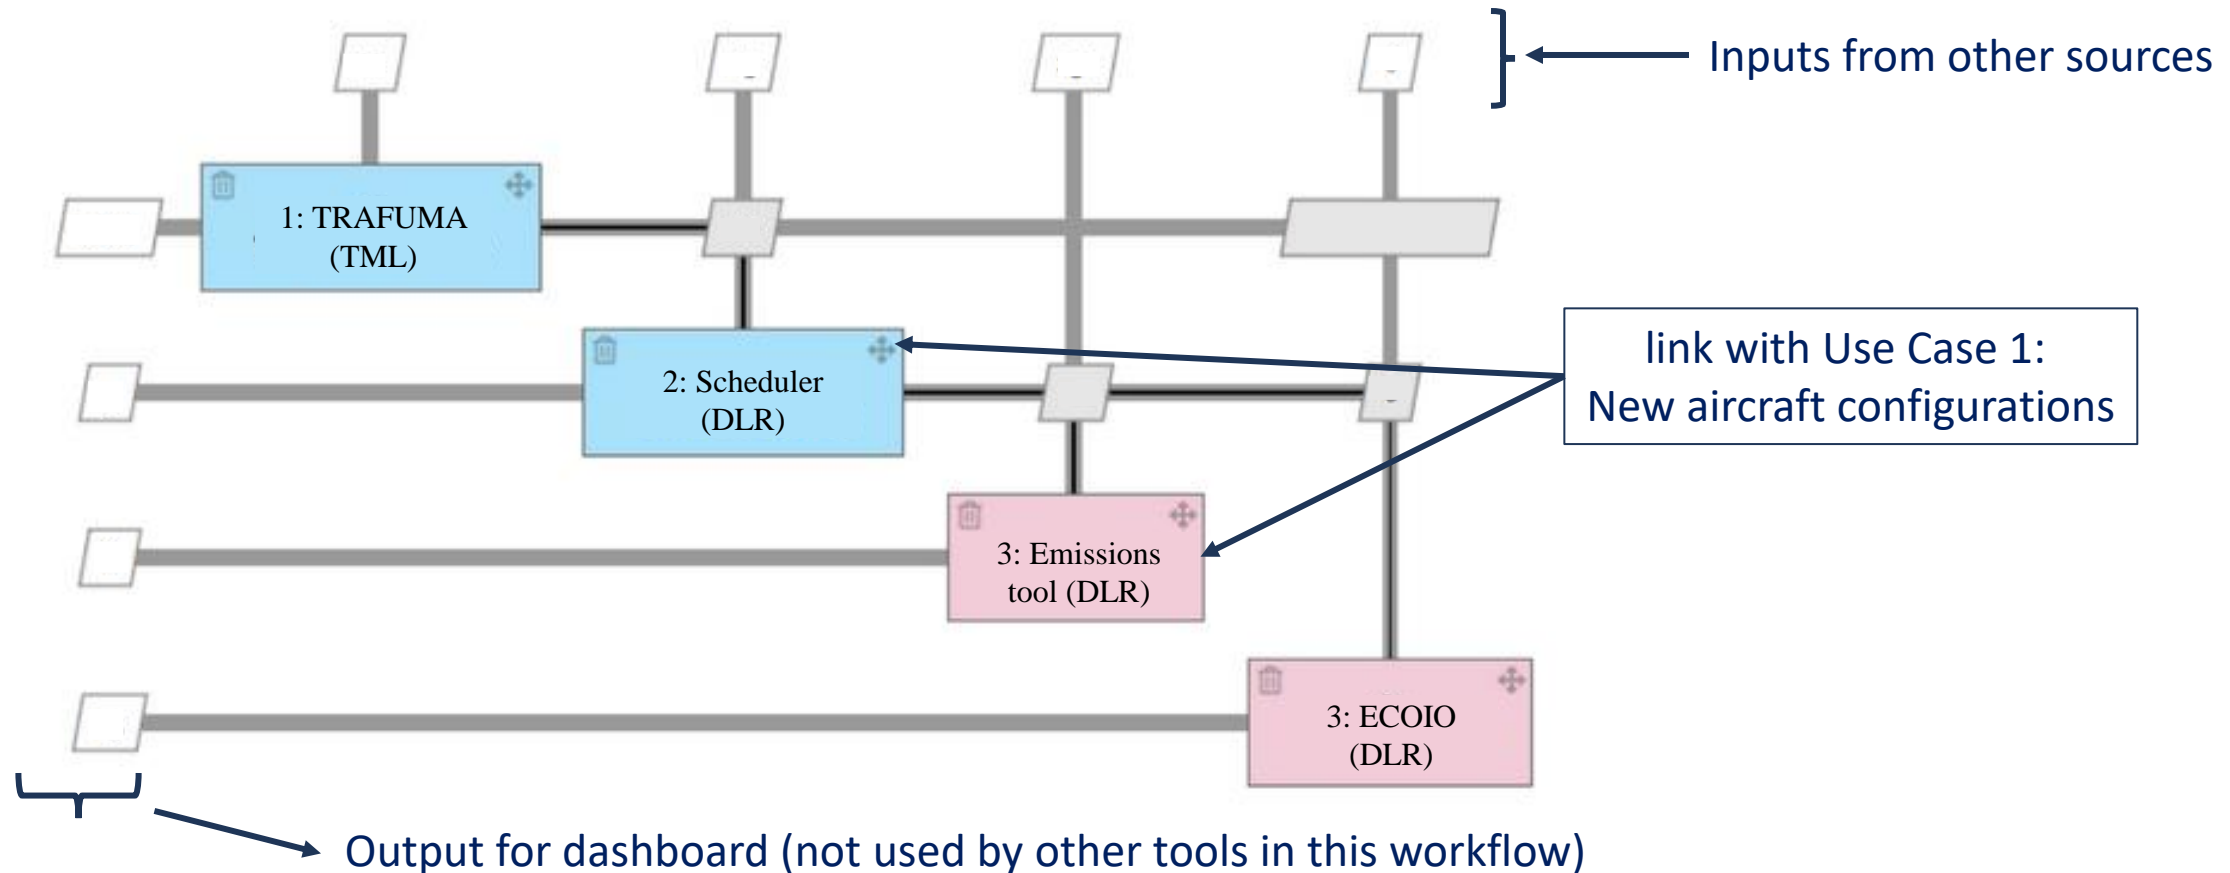 Inputs from other sources
1: TRAFUMA
(TML)
link with Use Case 1:
New aircraft configurations
2: Scheduler
(DLR)
3: Emissions
tool (DLR)
3: ECOIO
(DLR)
Output for dashboard (not used by other tools in this workflow)